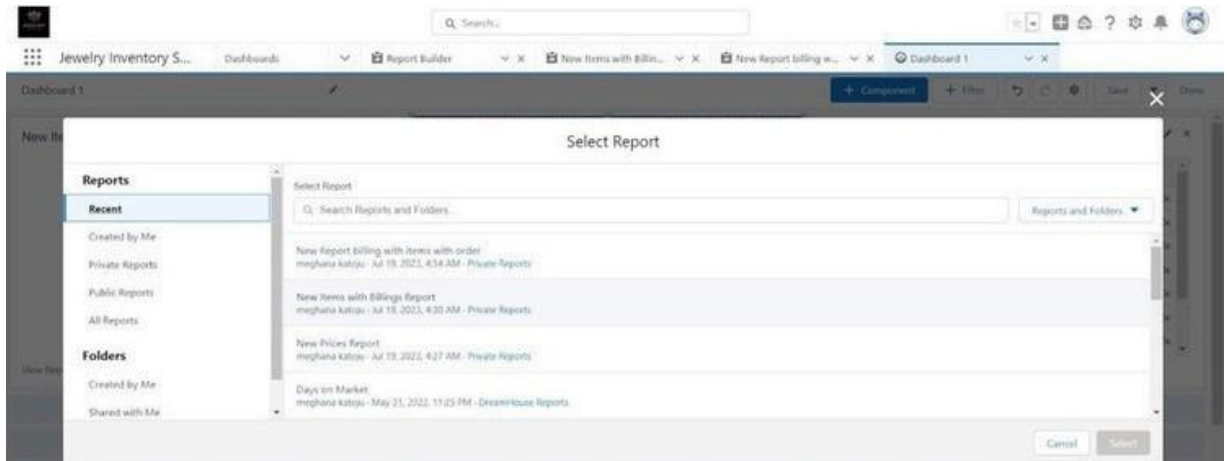 Search...
Jewelry Inventory S...
Dashboards
Report Builder
New Items with Billin...
New Report billing w...
Dashboard 1
Dashboard 1
+ Component
+ Filter
Save
Done
New Ite
Select Report
Reports
Recent
Created by Me
Private Reports
Public Reports
All Reports
Folders
Created by Me
Shared with Me
Select Report
Search Reports and Folders...
Reports and Folders
New Report billing with items with order
meghana katoju - Jul 19, 2023, 4:34 AM - Private Reports
New Items with Billings Report
meghana katoju - Jul 19, 2023, 4:30 AM - Private Reports
New Prices Report
meghana katoju - Jul 19, 2023, 4:27 AM - Private Reports
Days on Market
meghana katoju - May 21, 2022, 11:25 PM - DreamHouse Reports
View Rep
Cancel
Select